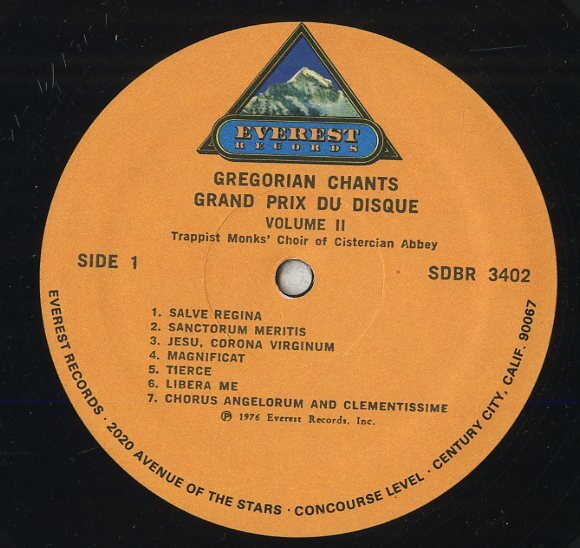 EVEREST
RECORDS
GREGORIAN CHANTS
GRAND PRIX DU DISQUE
VOLUME II
Trappist Monks' Choir of Cistercian Abbey
SIDE 1
SDBR 3402
1. SALVE REGINA
2. SANCTORUM MERITIS
3. JESU, CORONA VIRGINUM
4. MAGNIFICAT
5. TIERCE
6. LIBERA ME
7. CHORUS ANGELORUM AND CLEMENTISSIME
℗ 1976 Everest Records, Inc.
EVEREST RECORDS · 2020 AVENUE OF THE STARS · CONCOURSE LEVEL · CENTURY CITY, CALIF. 90067